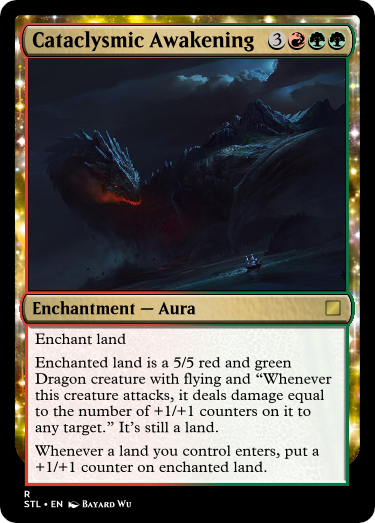 Cataclysmic Awakening 3
Enchantment — Aura
Enchant land
Enchanted land is a 5/5 red and green
Dragon creature with flying and “Whenever
this creature attacks, it deals damage equal
to the number of +1/+1 counters on it to
any target.” It’s still a land.
Whenever a land you control enters, put a
+1/+1 counter on enchanted land.
R
STL • EN Bayard Wu